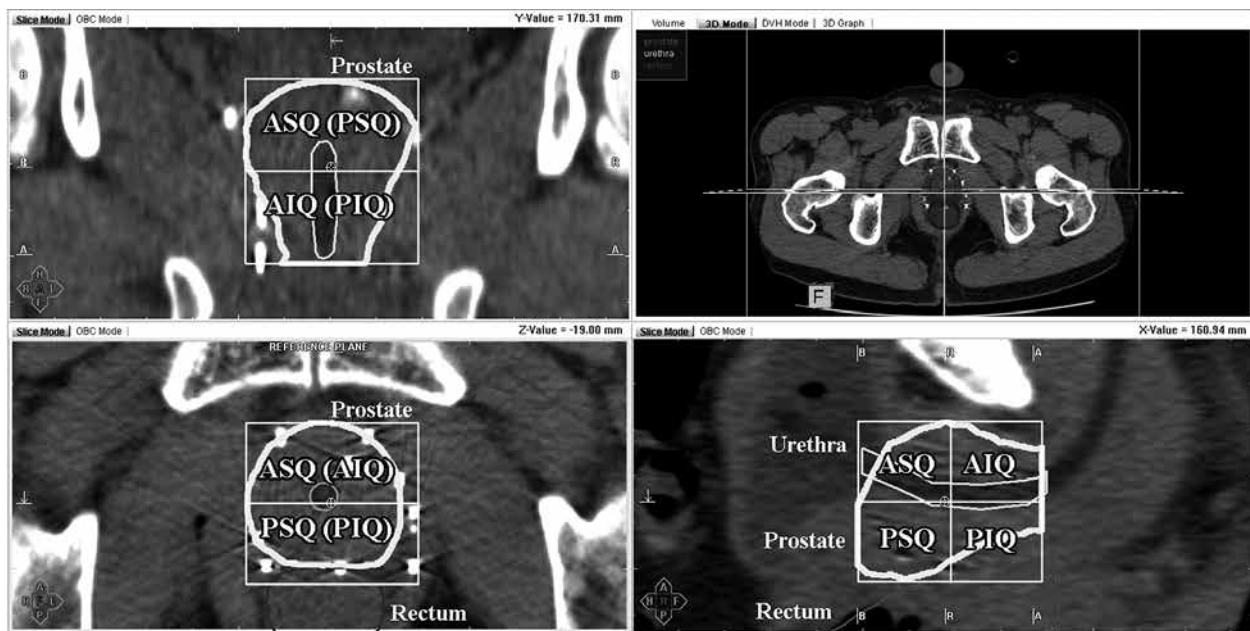 Slice Mode OBC Mode Y-Value = 170.31 mm
Prostate
B B
ASQ (PSQ)
R R
AIQ (PIQ)
A A
Volume 3D Mode DVH Mode 3D Graph
prostate
urethra
F
Slice Mode OBC Mode Z-Value = -19.00 mm
REFERENCE PLANE
Prostate
ASQ (AIQ)
PSQ (PIQ)
Rectum
A
P
Slice Mode OBC Mode X-Value = 160.94 mm
B R A
Urethra
ASQ AIQ
Prostate
PSQ PIQ
A
H R F
P
Rectum
B R A